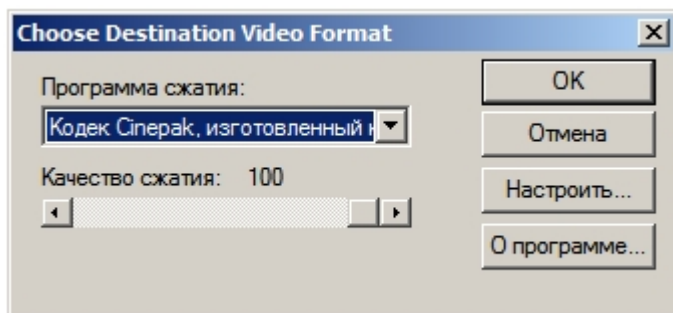 Choose Destination Video Format
Программа сжатия:
Кодек Cinepak, изготовленный
Качество сжатия: 100
OK
Отмена
Настроить...
О программе...